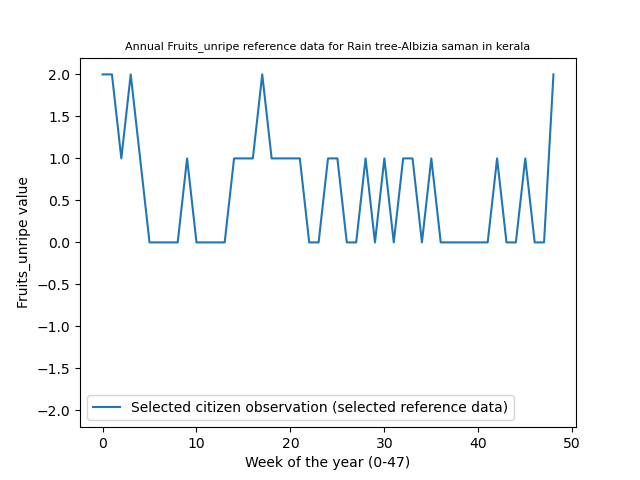 Annual Fruits_unripe reference data for Rain tree-Albizia saman in kerala
Fruits_unripe value
2.0
1.5
1.0
0.5
0.0
−0.5
−1.0
−1.5
−2.0
Selected citizen observation (selected reference data)
0 10 20 30 40 50
Week of the year (0-47)